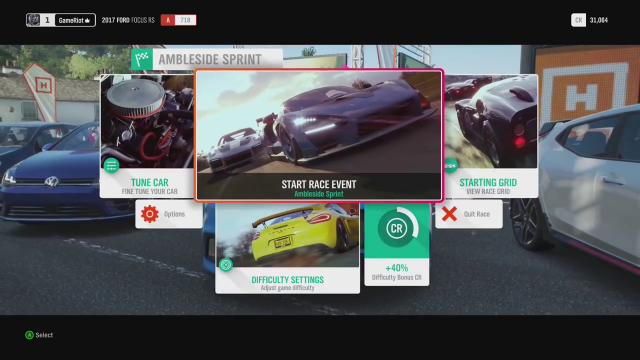 1 GameRiot 2017 FORD FOCUS RS A 718
CR 31,064
AMBLESIDE SPRINT
H
H
TUNE CAR
FINE TUNE YOUR CAR
START RACE EVENT
Ambleside Sprint
STARTING GRID
VIEW RACE GRID
Options
Quit Race
CR
+40%
Difficulty Bonus CR
DIFFICULTY SETTINGS
Adjust game difficulty
A Select